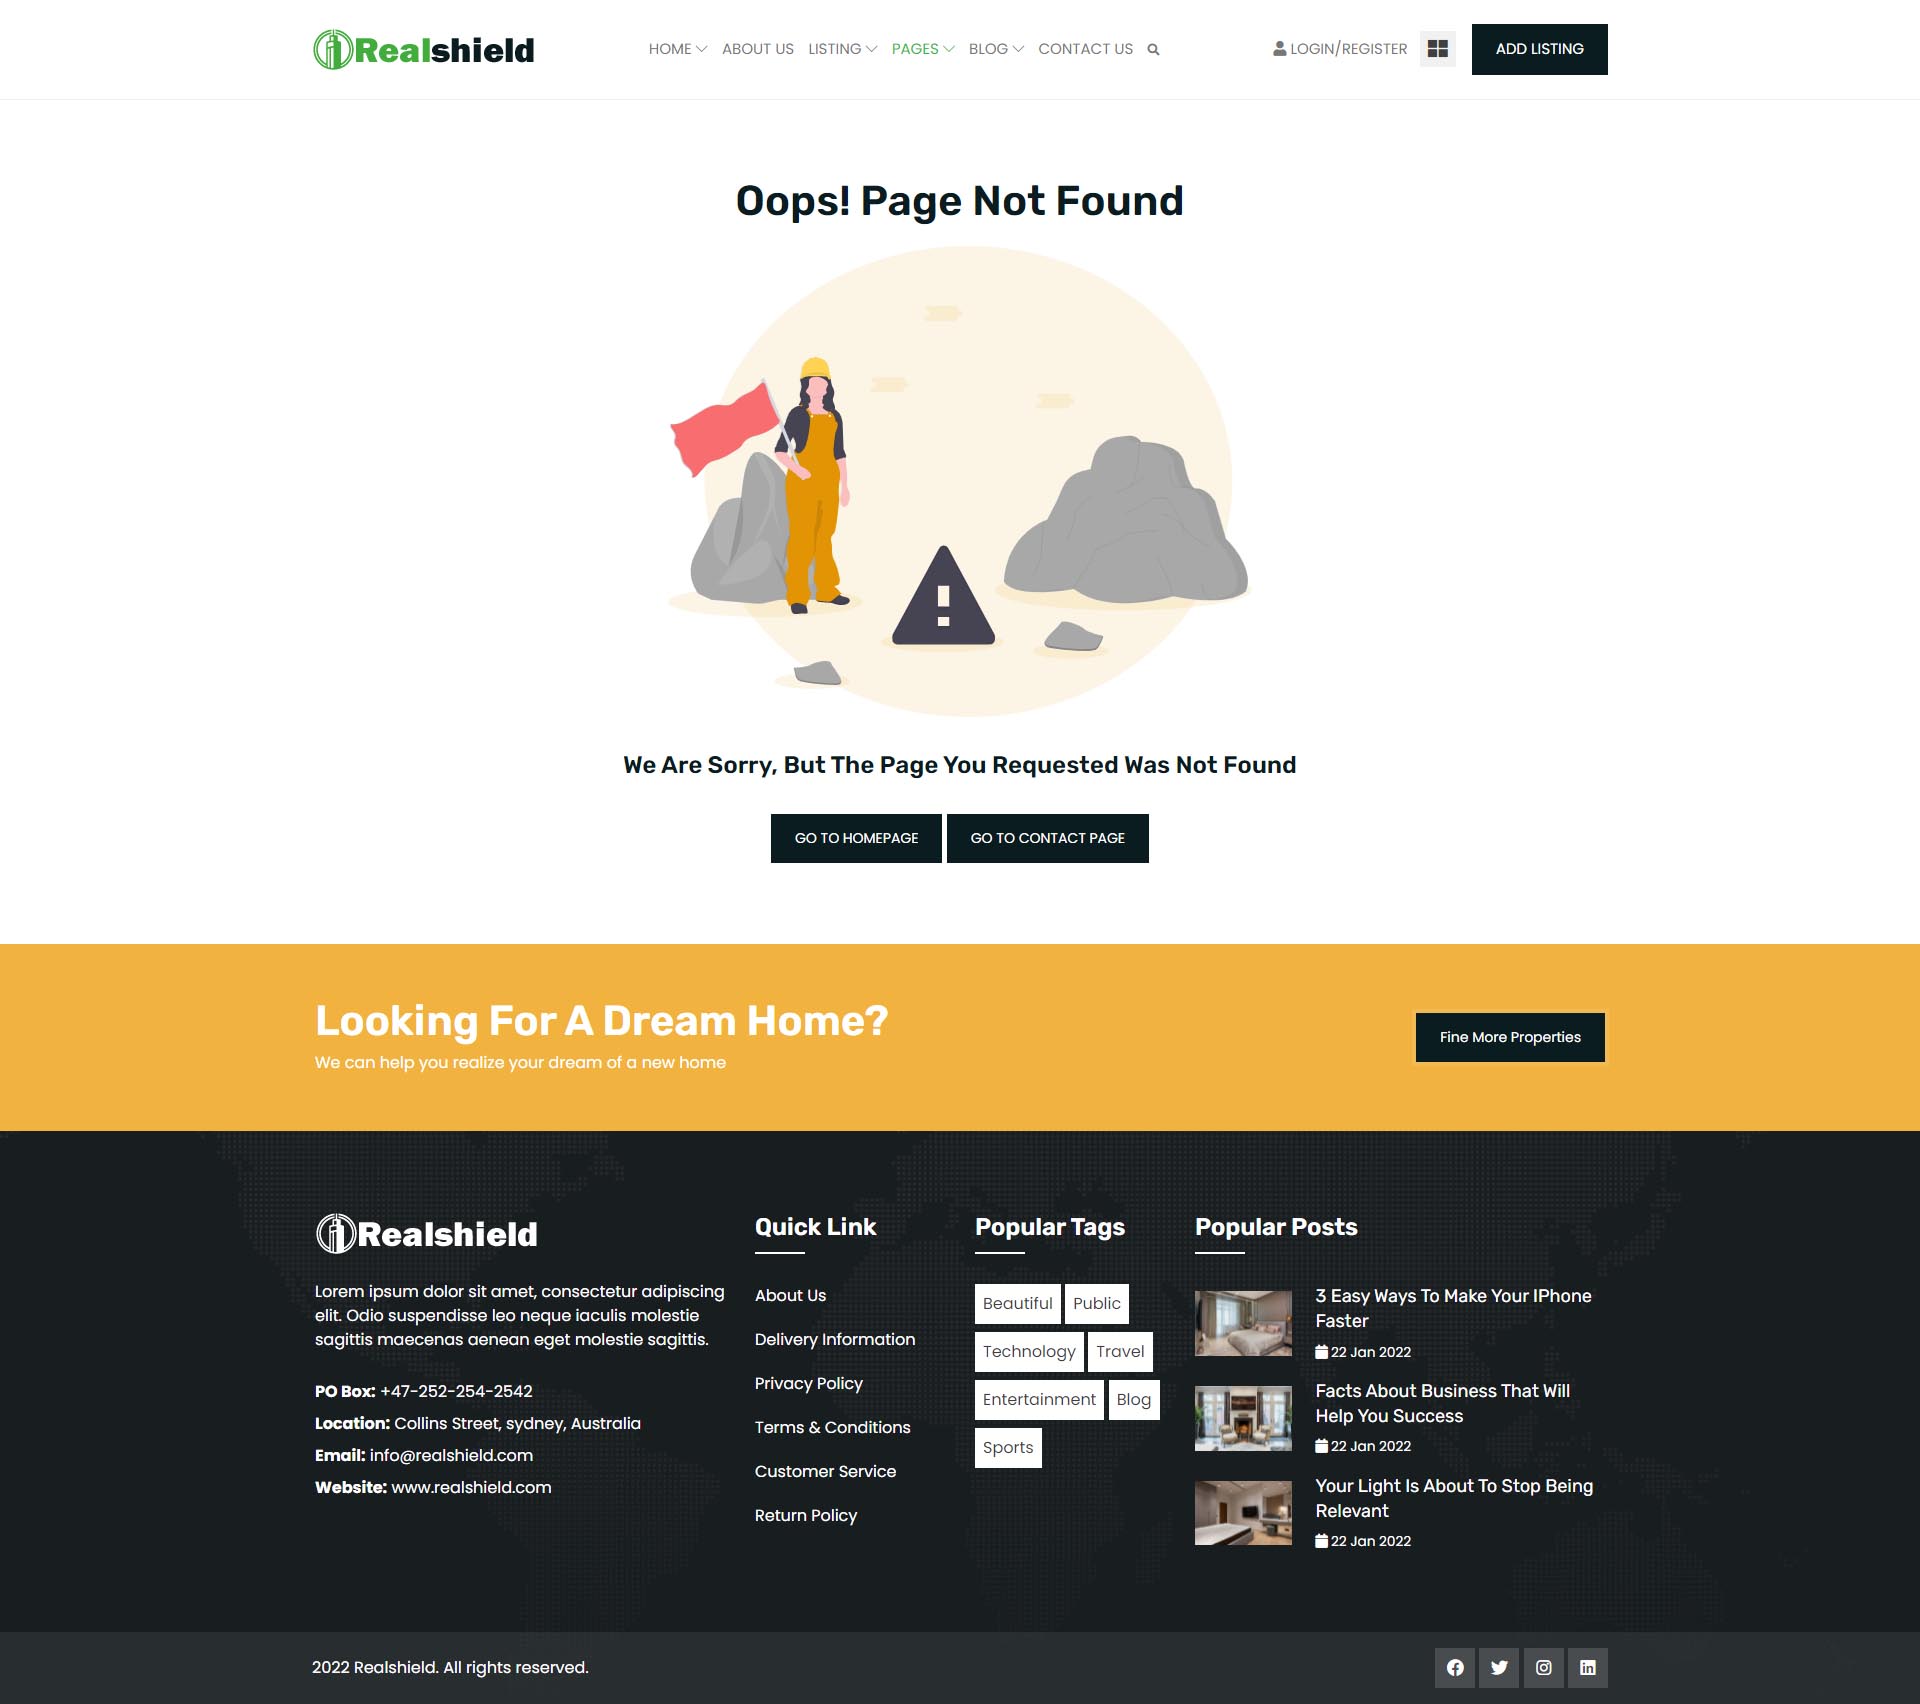 Realshield
HOME ABOUT US LISTING PAGES BLOG CONTACT US
LOGIN/REGISTER
ADD LISTING
Oops! Page Not Found
!
We Are Sorry, But The Page You Requested Was Not Found
GO TO HOMEPAGE
GO TO CONTACT PAGE
Looking For A Dream Home?
We can help you realize your dream of a new home
Fine More Properties
Realshield
Lorem ipsum dolor sit amet, consectetur adipiscing
elit. Odio suspendisse leo neque iaculis molestie
sagittis maecenas aenean eget molestie sagittis.
PO Box: +47-252-254-2542
Location: Collins Street, sydney, Australia
Email: info@realshield.com
Website: www.realshield.com
Quick Link
About Us
Delivery Information
Privacy Policy
Terms & Conditions
Customer Service
Return Policy
Popular Tags
Beautiful Public
Technology Travel
Entertainment Blog
Sports
Popular Posts
3 Easy Ways To Make Your IPhone
Faster
22 Jan 2022
Facts About Business That Will
Help You Success
22 Jan 2022
Your Light Is About To Stop Being
Relevant
22 Jan 2022
2022 Realshield. All rights reserved.